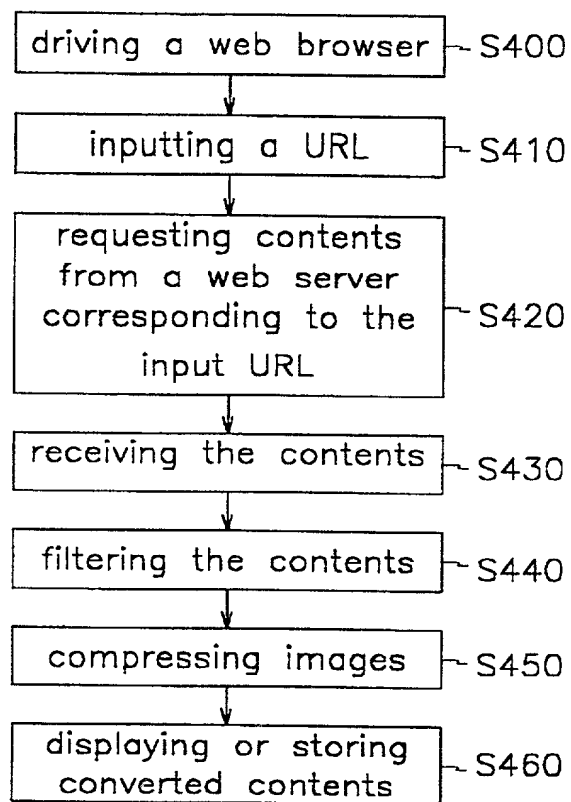 driving a web browser S400
inputting a URL S410
requesting contents
from a web server
corresponding to the S420
input URL
receiving the contents S430
filtering the contents S440
compressing images S450
displaying or storing S460
converted contents